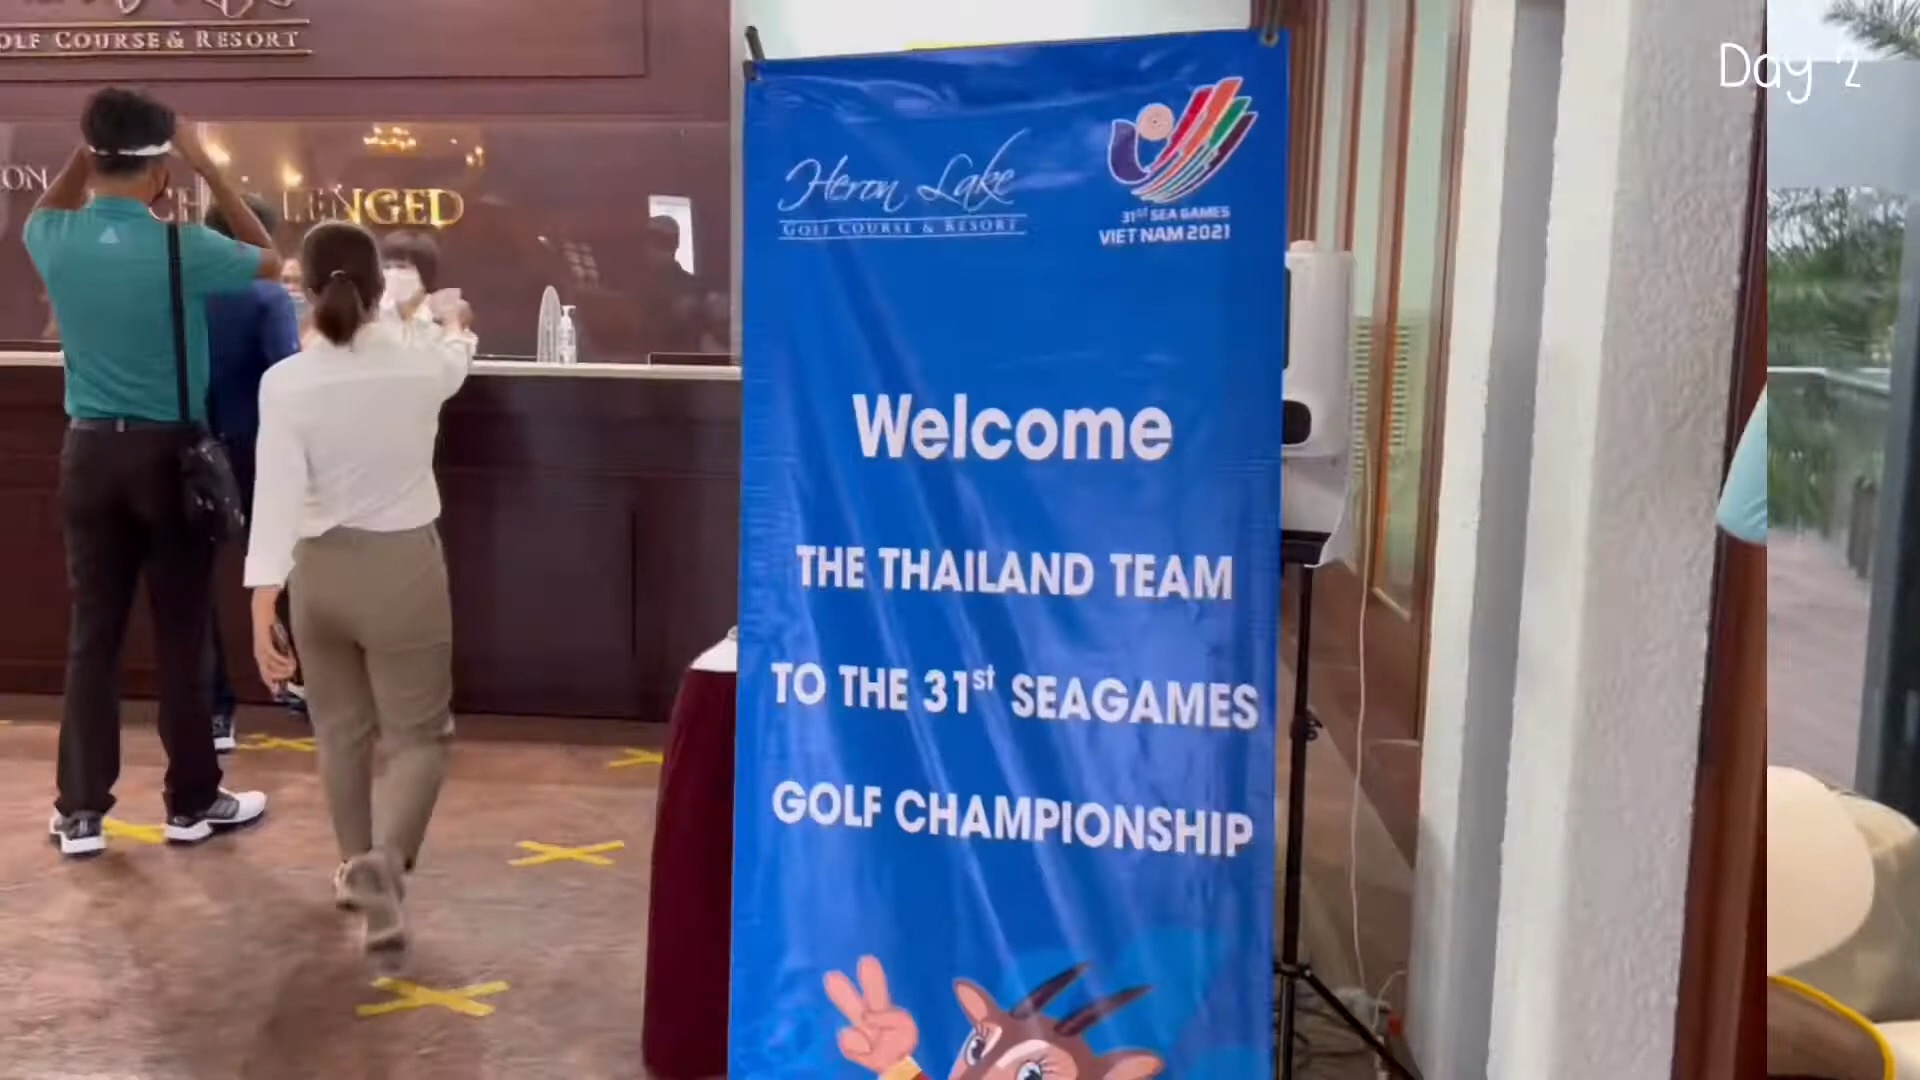 OLF COURSE & RESORT
LENGED
Day 2
Heron Lake
GOLF COURSE & RESORT
31st SEA GAMES
VIET NAM 2021
Welcome
THE THAILAND TEAM
TO THE 31st SEAGAMES
GOLF CHAMPIONSHIP